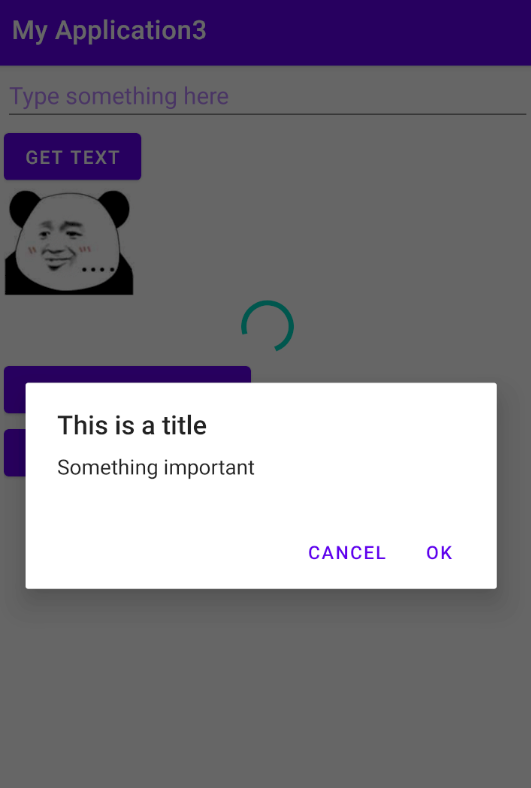 My Application3
Type something here
GET TEXT
....
This is a title
Something important
CANCEL OK